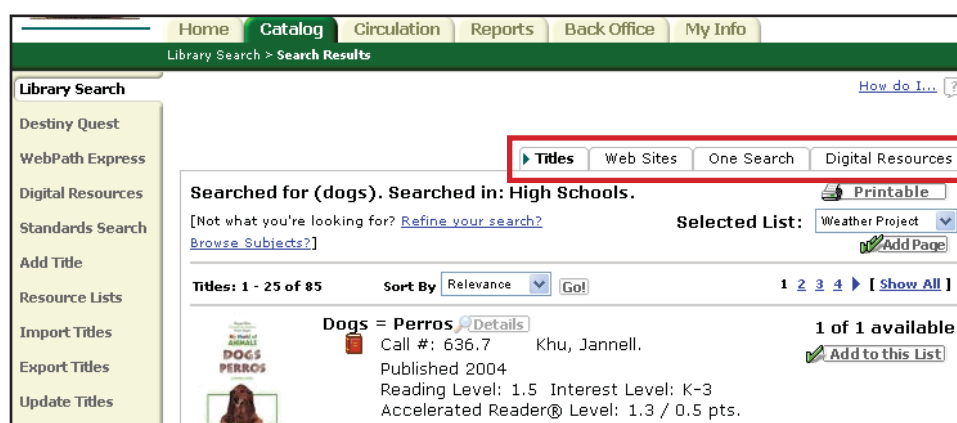 Home Catalog Circulation Reports Back Office My Info
Library Search > Search Results
Library Search
How do I... ?
Destiny Quest
WebPath Express
Digital Resources
Standards Search
Add Title
Resource Lists
Import Titles
Export Titles
Update Titles
Titles Web Sites One Search Digital Resources
Searched for (dogs). Searched in: High Schools.
Printable
[Not what you're looking for? Refine your search?
Browse Subjects?]
Selected List: Weather Project
Add Page
Titles: 1 - 25 of 85 Sort By Relevance Go!
1 2 3 4 [ Show All ]
Dogs = Perros Details
1 of 1 available
Call #: 636.7 Khu, Jannell.
Add to this List
Published 2004
Reading Level: 1.5 Interest Level: K-3
Accelerated Reader® Level: 1.3 / 0.5 pts.
ANIMALS
DOGS
PERROS